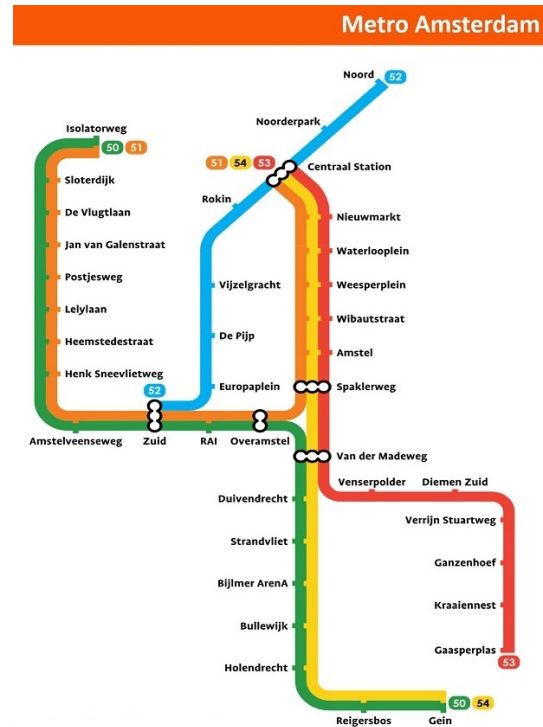 Metro Amsterdam
Noord 52
Noorderpark
Isolatorweg
50 51
51 54 53 Centraal Station
Sloterdijk
Rokin
De Vlugtlaan
Nieuwmarkt
Jan van Galenstraat
Waterlooplein
Postjesweg
Vijzelgracht
Weesperplein
Lelylaan
Wibautstraat
Heemstedestraat
De Pijp
Amstel
Henk Sneevlietweg
52
Europaplein
Spaklerweg
Amstelveenseweg
Zuid
RAI
Overamstel
Van der Madeweg
Venserpolder
Diemen Zuid
Duivendrecht
Verrijn Stuartweg
Strandvliet
Ganzenhoef
Bijlmer ArenA
Kraaiennest
Bullewijk
Gaasperplas
53
Holendrecht
50 54
Reigersbos
Gein